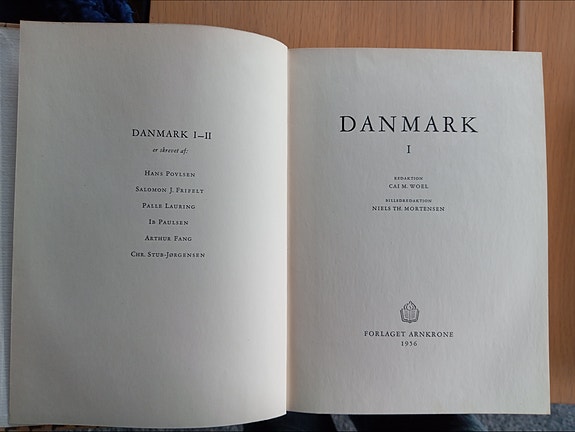 DANMARK I–II
er skrevet af:
HANS POVLSEN
SALOMON J. FRIFELT
PALLE LAURING
IB PAULSEN
ARTHUR FANG
CHR. STUB-JØRGENSEN
DANMARK
I
REDAKTION
CAI M. WOEL
BILLEDREDAKTION
NIELS TH. MORTENSEN
FORLAGET ARNKRONE
1956